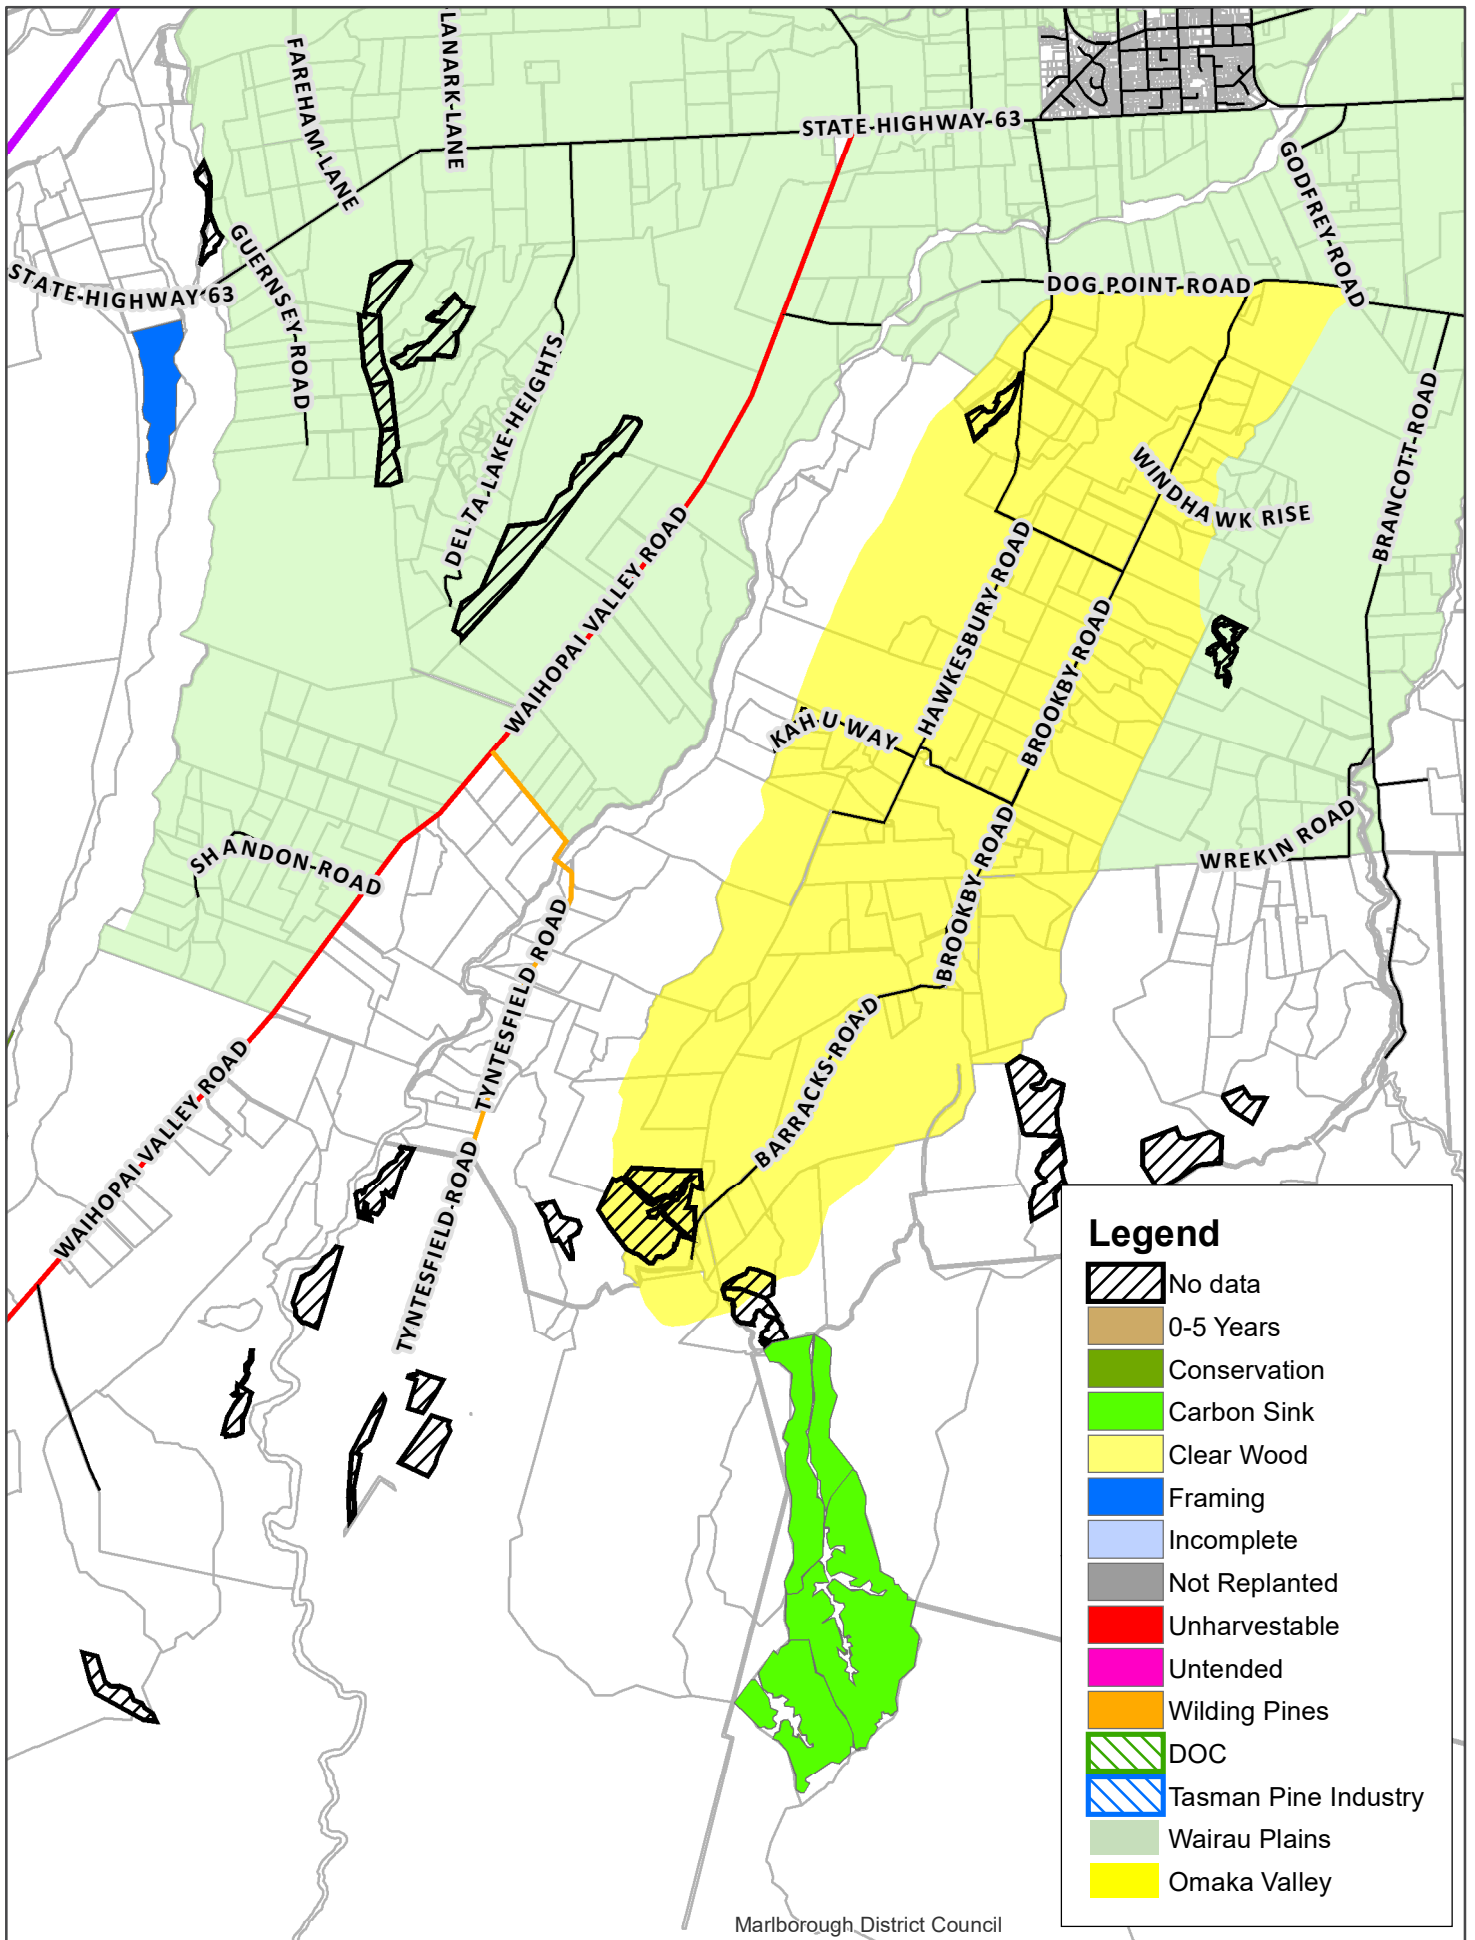 LANARK-LANE
FAREHAM-LANE
STATE-HIGHWAY-63
GODFREY-ROAD
GUERNSEY-ROAD
STATE-HIGHWAY-63
DOG POINT-ROAD
DELTA-LAKE-HEIGHTS
BRANCOTT-ROAD
WINDHAWK RISE
WAIHOPAI-VALLEY-ROAD
HAWKESBURY-ROAD
BROOKBY-ROAD
KAHU-WAY
SHANDON-ROAD
WREKIN ROAD
BROOKBY-ROAD
TYNTESFIELD-ROAD
BARRACKS-ROAD
WAIHOPAI-VALLEY-ROAD
TYNTESFIELD-ROAD
Legend
No data
0-5 Years
Conservation
Carbon Sink
Clear Wood
Framing
Incomplete
Not Replanted
Unharvestable
Untended
Wilding Pines
DOC
Tasman Pine Industry
Wairau Plains
Omaka Valley
Marlborough District Council